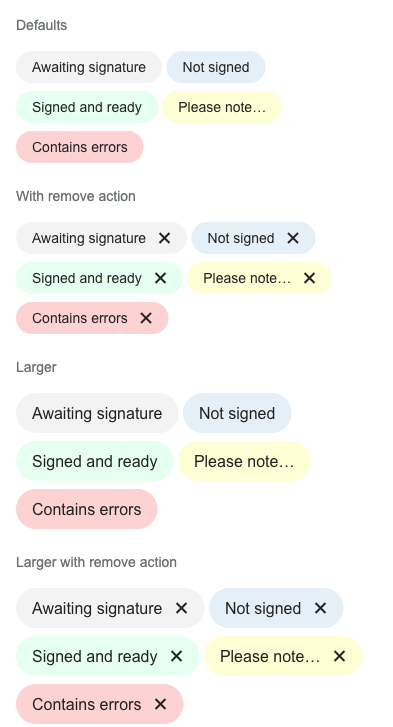 Defaults
Awaiting signature Not signed
Signed and ready Please note…
Contains errors
With remove action
Awaiting signature ✕ Not signed ✕
Signed and ready ✕ Please note… ✕
Contains errors ✕
Larger
Awaiting signature Not signed
Signed and ready Please note…
Contains errors
Larger with remove action
Awaiting signature ✕ Not signed ✕
Signed and ready ✕ Please note… ✕
Contains errors ✕